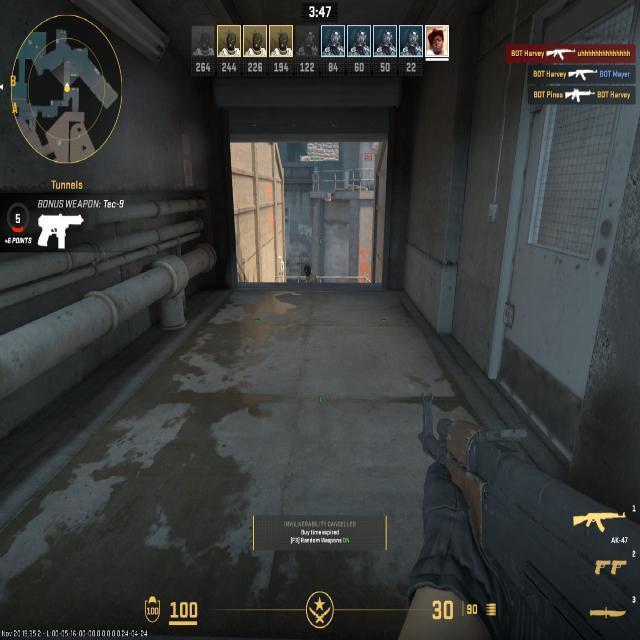 3:47
264 244 226 194 122 84 60 50 22
BOT Harvey uhhhhhhhhhhhhh
BOT Harvey BOT Mayer
BOT Pinea BOT Harvey
B
A
Tunnels
BONUS WEAPON: Tec-9
5
+6 POINTS
INVULNERABILITY CANCELLED
Buy time expired
[F3] Random Weapons ON
1
AK-47
2
3
100 100
30 | 90